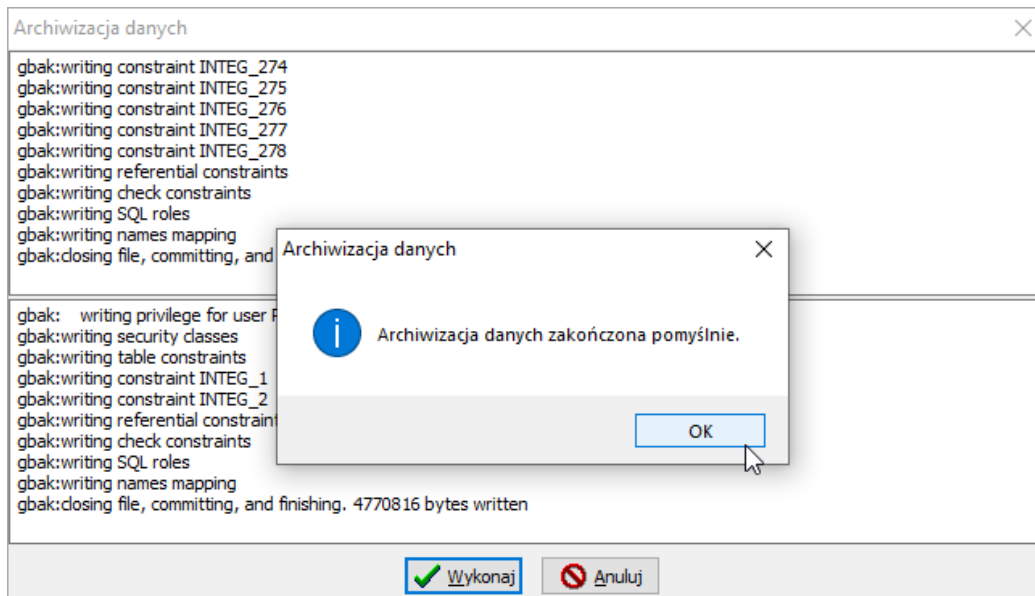 Archiwizacja danych
gbak:writing constraint INTEG_274
gbak:writing constraint INTEG_275
gbak:writing constraint INTEG_276
gbak:writing constraint INTEG_277
gbak:writing constraint INTEG_278
gbak:writing referential constraints
gbak:writing check constraints
gbak:writing SQL roles
gbak:writing names mapping
gbak:closing file, committing, and
Archiwizacja danych
Archiwizacja danych zakończona pomyślnie.
OK
gbak: writing privilege for user
gbak:writing security classes
gbak:writing table constraints
gbak:writing constraint INTEG_1
gbak:writing constraint INTEG_2
gbak:writing referential constraint
gbak:writing check constraints
gbak:writing SQL roles
gbak:writing names mapping
gbak:closing file, committing, and finishing. 4770816 bytes written
Wykonaj
Anuluj